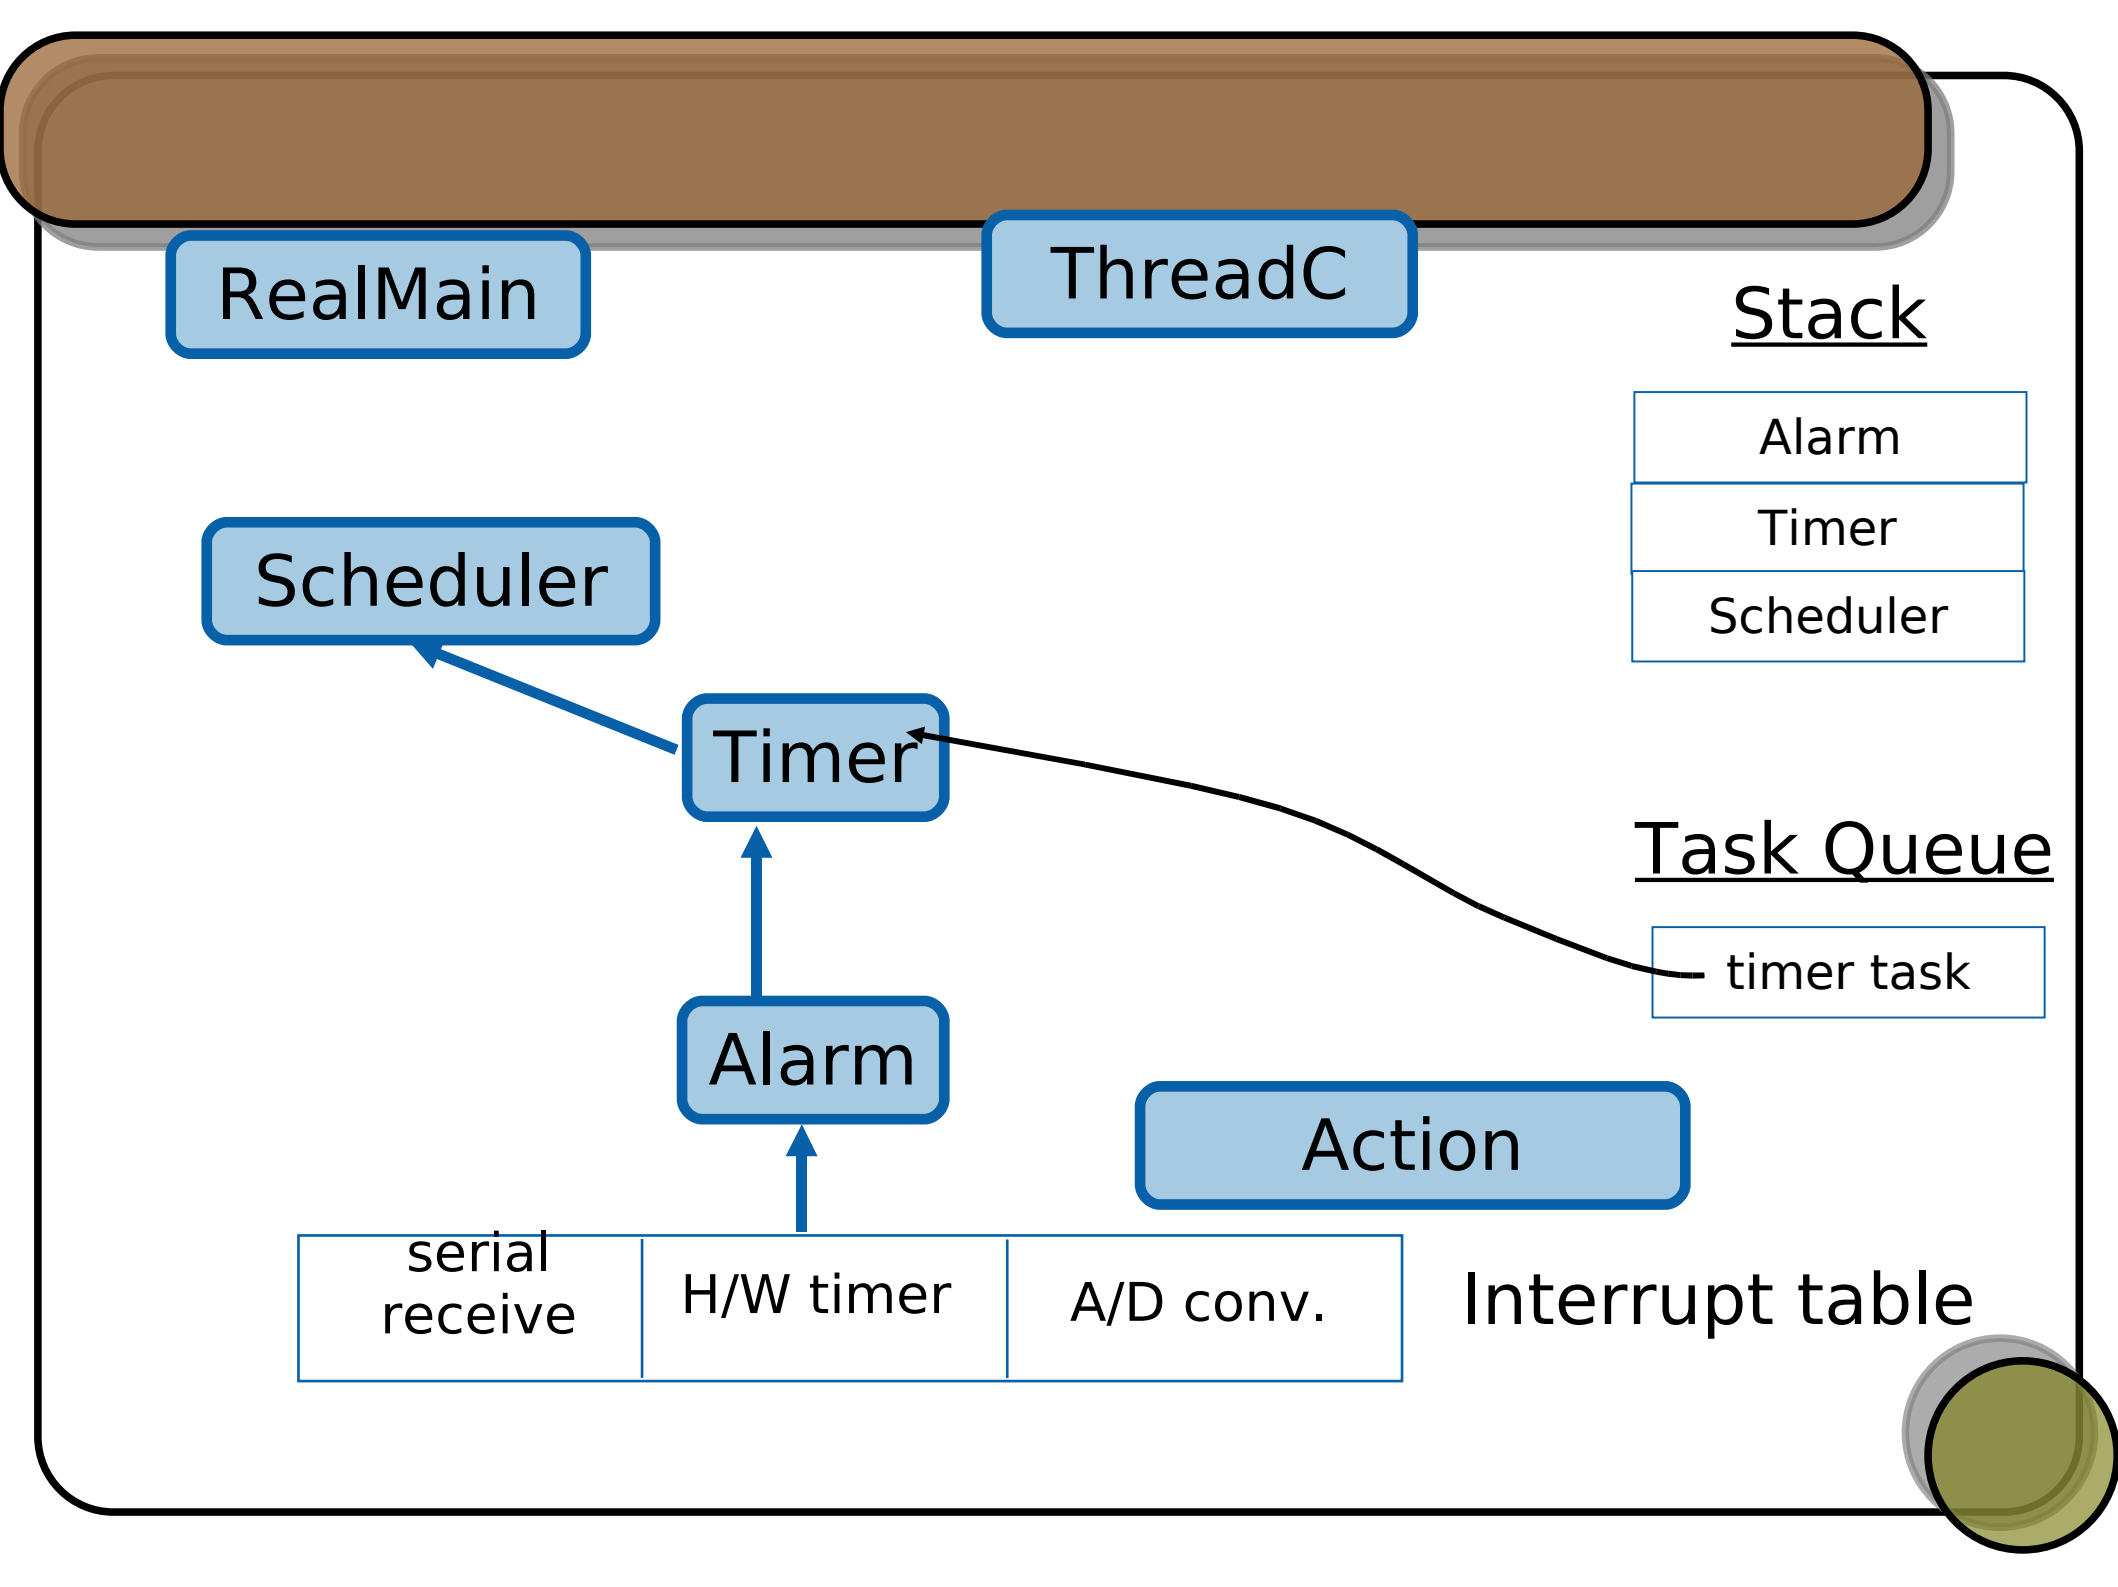 RealMain
ThreadC
Stack
Alarm
Timer
Scheduler
Scheduler
Timer
Task Queue
timer task
Alarm
Action
serial
receive
H/W timer
A/D conv.
Interrupt table